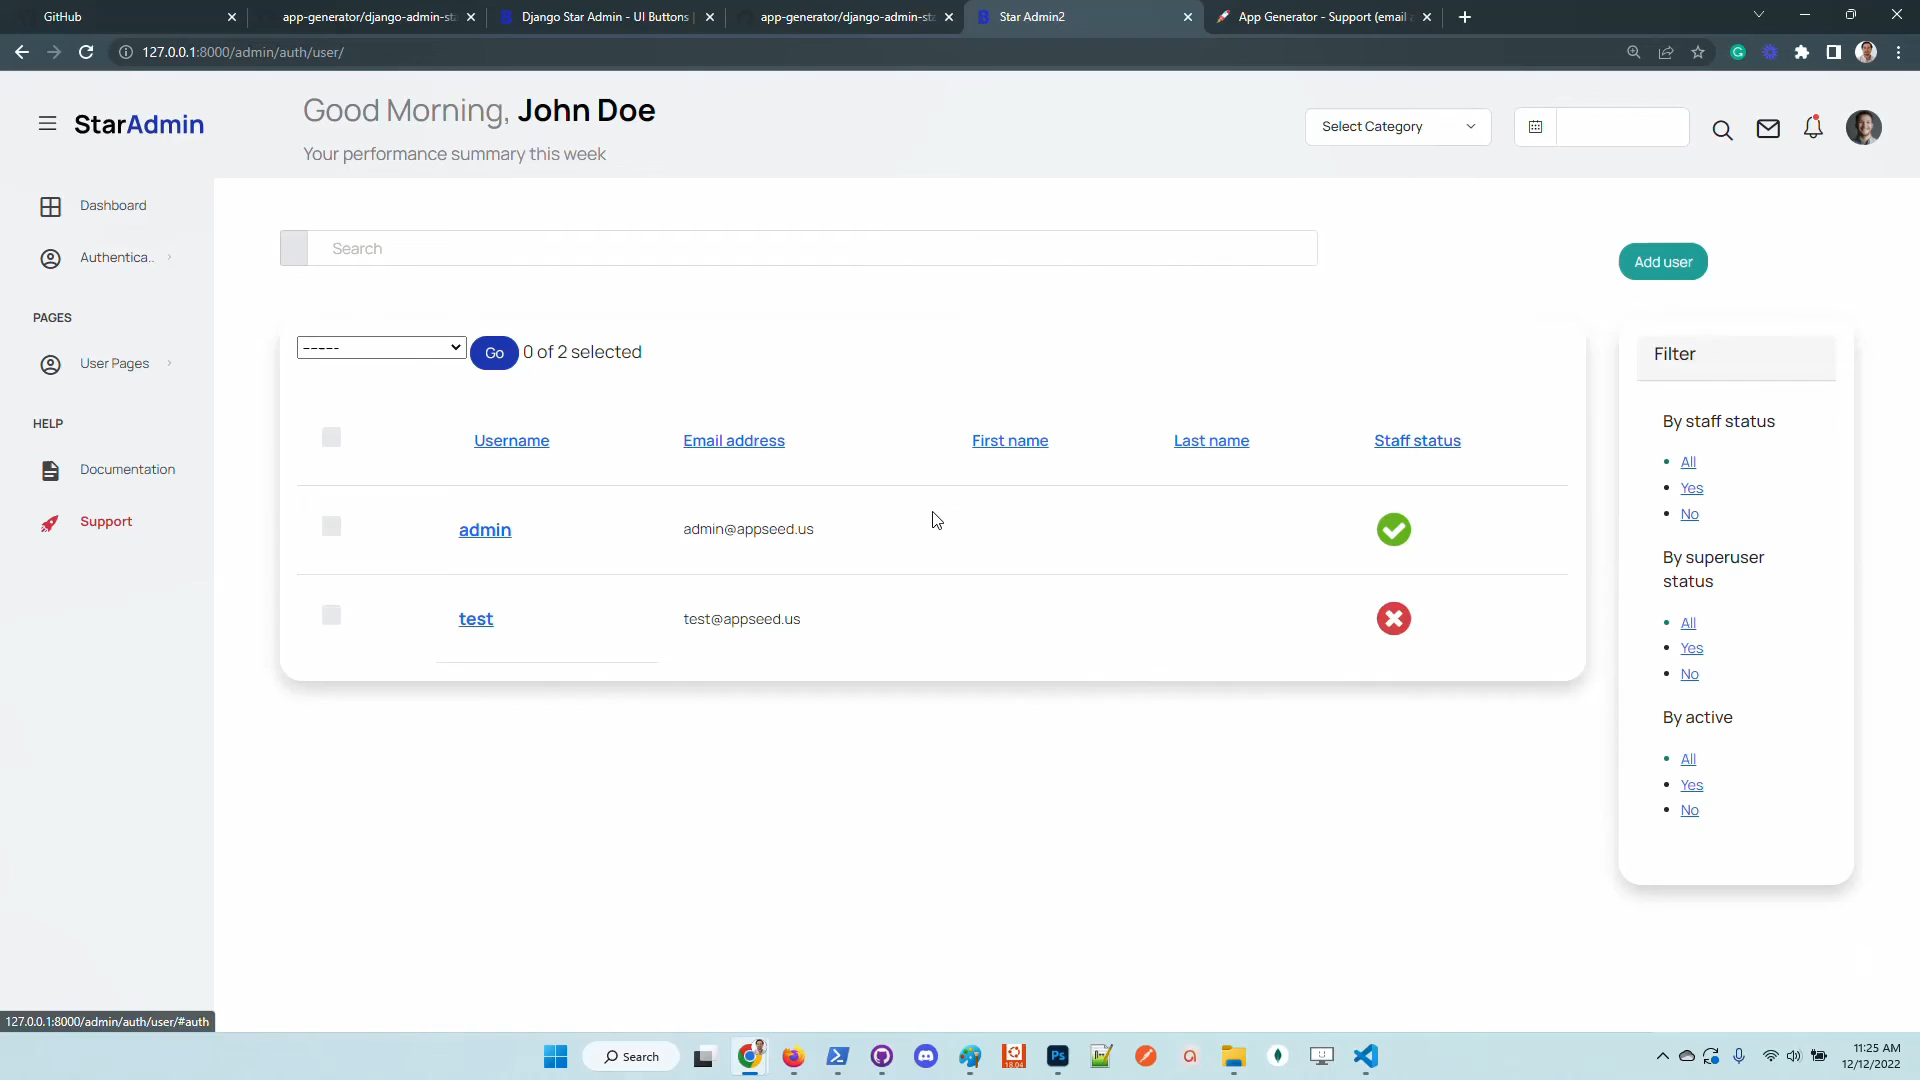 GitHub
app-generator/django-admin-sta
Django Star Admin - UI Buttons
app-generator/django-admin-sta
Star Admin2
App Generator - Support (email a
127.0.0.1:8000/admin/auth/user/
StarAdmin
Good Morning, John Doe
Your performance summary this week
Select Category
Dashboard
Authentica..
PAGES
User Pages
HELP
Documentation
Support
Search
Add user
-----
Go
0 of 2 selected
Username
Email address
First name
Last name
Staff status
admin
admin@appseed.us
test
test@appseed.us
Filter
By staff status
All
Yes
No
By superuser
status
All
Yes
No
By active
All
Yes
No
127.0.0.1:8000/admin/auth/user/#auth
Search
Ps
18.04
11:25 AM
12/12/2022